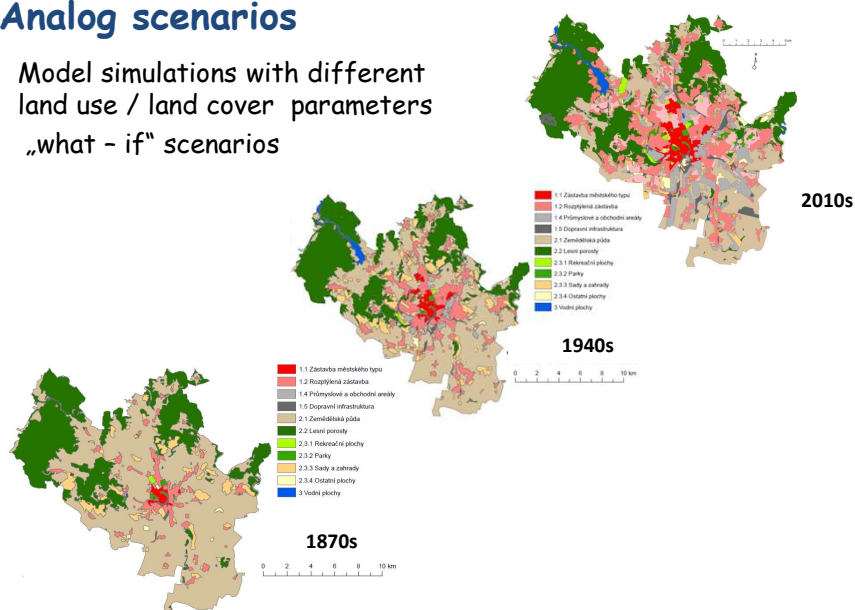 Analog scenarios
Model simulations with different
land use / land cover parameters
„what – if“ scenarios
2010s
1.1 Zástavba městského typu
1.2 Rozptýlená zástavba
1.4 Průmyslové a obchodní areály
1.5 Dopravní infrastruktura
2.1 Zemědělská půda
2.2 Lesní porosty
2.3.1 Rekreační plochy
2.3.2 Parky
2.3.3 Sady a zahrady
2.3.4 Ostatní plochy
3 Vodní plochy
1940s
0 2 4 6 8 10 km
1.1 Zástavba městského typu
1.2 Rozptýlená zástavba
1.4 Průmyslové a obchodní areály
1.5 Dopravní infrastruktura
2.1 Zemědělská půda
2.2 Lesní porosty
2.3.1 Rekreační plochy
2.3.2 Parky
2.3.3 Sady a zahrady
2.3.4 Ostatní plochy
3 Vodní plochy
1870s
0 2 4 6 8 10 km